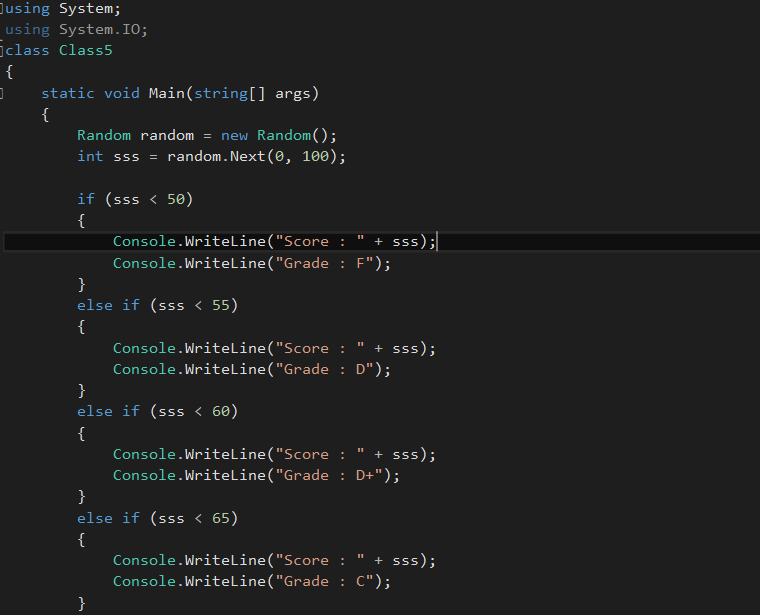 using System;
using System.IO;
class Class5
{
    static void Main(string[] args)
    {
        Random random = new Random();
        int sss = random.Next(0, 100);

        if (sss < 50)
        {
            Console.WriteLine("Score : " + sss);
            Console.WriteLine("Grade : F");
        }
        else if (sss < 55)
        {
            Console.WriteLine("Score : " + sss);
            Console.WriteLine("Grade : D");
        }
        else if (sss < 60)
        {
            Console.WriteLine("Score : " + sss);
            Console.WriteLine("Grade : D+");
        }
        else if (sss < 65)
        {
            Console.WriteLine("Score : " + sss);
            Console.WriteLine("Grade : C");
        }